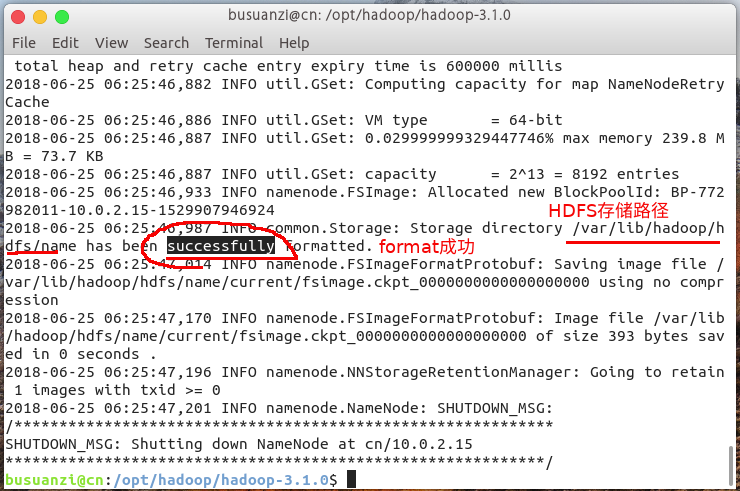 busuanzi@cn: /opt/hadoop/hadoop-3.1.0
File Edit View Search Terminal Help
total heap and retry cache entry expiry time is 600000 millis
2018-06-25 06:25:46,882 INFO util.GSet: Computing capacity for map NameNodeRetry
Cache
2018-06-25 06:25:46,886 INFO util.GSet: VM type       = 64-bit
2018-06-25 06:25:46,887 INFO util.GSet: 0.029999999329447746% max memory 239.8 M
B = 73.7 KB
2018-06-25 06:25:46,887 INFO util.GSet: capacity      = 2^13 = 8192 entries
2018-06-25 06:25:46,933 INFO namenode.FSImage: Allocated new BlockPoolId: BP-772
982011-10.0.2.15-1529907946924
HDFS存储路径
2018-06-25 06:25:46,987 INFO common.Storage: Storage directory /var/lib/hadoop/h
dfs/name has been successfully formatted.
format成功
2018-06-25 06:25:47,014 INFO namenode.FSImageFormatProtobuf: Saving image file /
var/lib/hadoop/hdfs/name/current/fsimage.ckpt_0000000000000000000 using no compr
ession
2018-06-25 06:25:47,170 INFO namenode.FSImageFormatProtobuf: Image file /var/lib
/hadoop/hdfs/name/current/fsimage.ckpt_0000000000000000000 of size 393 bytes sav
ed in 0 seconds .
2018-06-25 06:25:47,196 INFO namenode.NNStorageRetentionManager: Going to retain
1 images with txid >= 0
2018-06-25 06:25:47,201 INFO namenode.NameNode: SHUTDOWN_MSG:
/************************************************************
SHUTDOWN_MSG: Shutting down NameNode at cn/10.0.2.15
************************************************************/
busuanzi@cn:/opt/hadoop/hadoop-3.1.0$